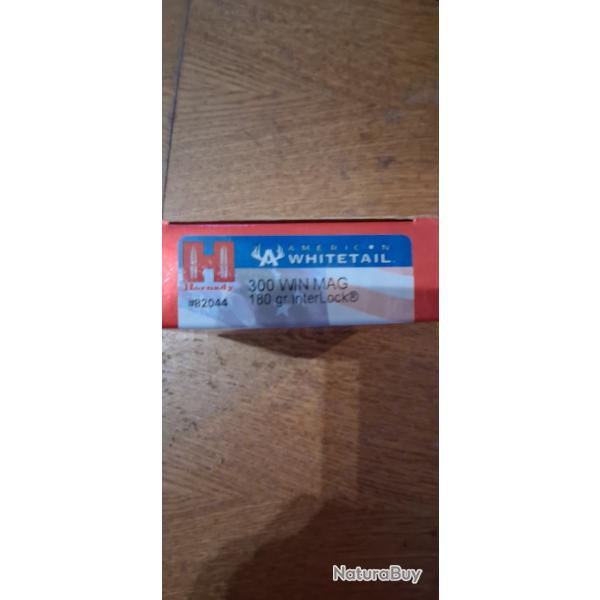 AMERICAN
WHITETAIL
Hornady
#82044
300 WIN MAG
180 gr InterLock®
NaturaBuy